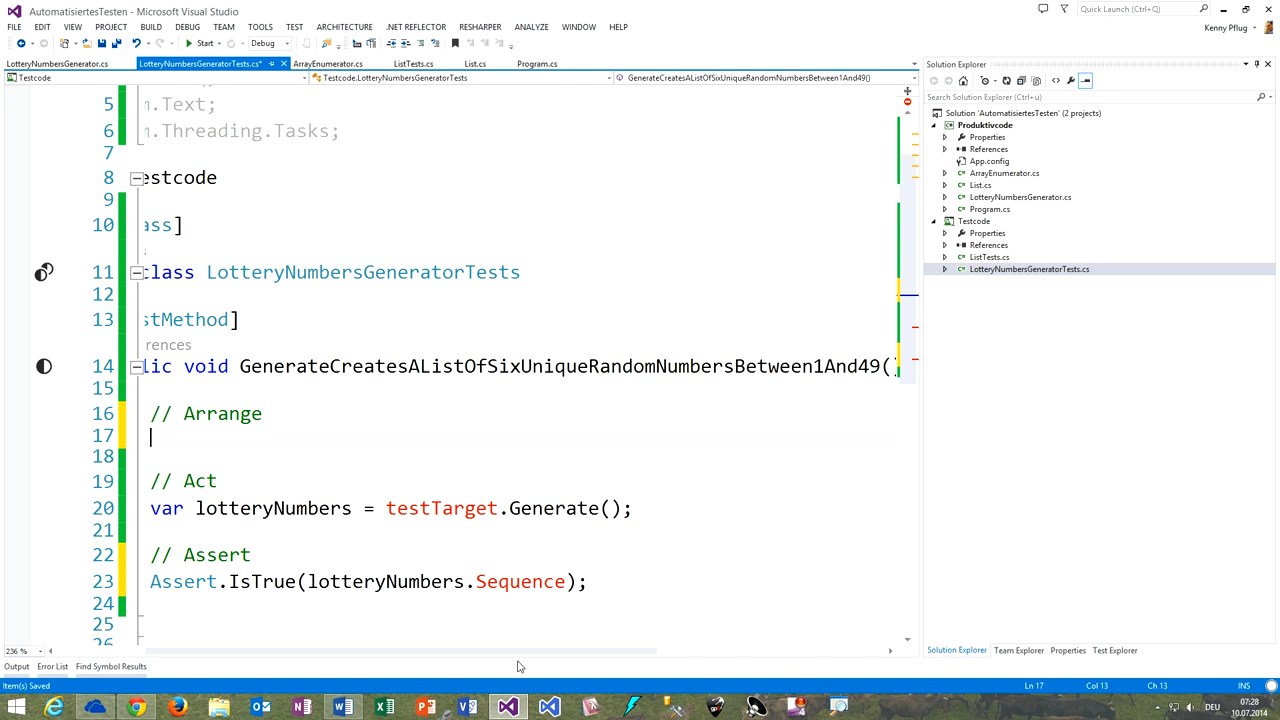 AutomatisiertesTesten - Microsoft Visual Studio
Quick Launch (Ctrl+Q)
FILE EDIT VIEW PROJECT BUILD DEBUG TEAM TOOLS TEST ARCHITECTURE .NET REFLECTOR RESHARPER ANALYZE WINDOW HELP
Kenny Pflug
Start
Debug
LotteryNumbersGenerator.cs LotteryNumbersGeneratorTests.cs* ArrayEnumerator.cs ListTests.cs List.cs Program.cs
Testcode Testcode.LotteryNumbersGeneratorTests GenerateCreatesAListOfSixUniqueRandomNumbersBetween1And49()
5 m.Text;
6 m.Threading.Tasks;
7
8 estcode
9
10 ass]
11 class LotteryNumbersGeneratorTests
12
13 stMethod]
rences
14 lic void GenerateCreatesAListOfSixUniqueRandomNumbersBetween1And49()
15
16 // Arrange
17
18
19 // Act
20 var lotteryNumbers = testTarget.Generate();
21
22 // Assert
23 Assert.IsTrue(lotteryNumbers.Sequence);
24
25
26
236 %
Solution Explorer
Search Solution Explorer (Ctrl+ü)
Solution 'AutomatisiertesTesten' (2 projects)
Produktivcode
Properties
References
App.config
ArrayEnumerator.cs
List.cs
LotteryNumbersGenerator.cs
Program.cs
Testcode
Properties
References
ListTests.cs
LotteryNumbersGeneratorTests.cs
Solution Explorer Team Explorer Properties Test Explorer
Output Error List Find Symbol Results
Item(s) Saved Ln 17 Col 13 Ch 13 INS
DEU
07:28
10.07.2014